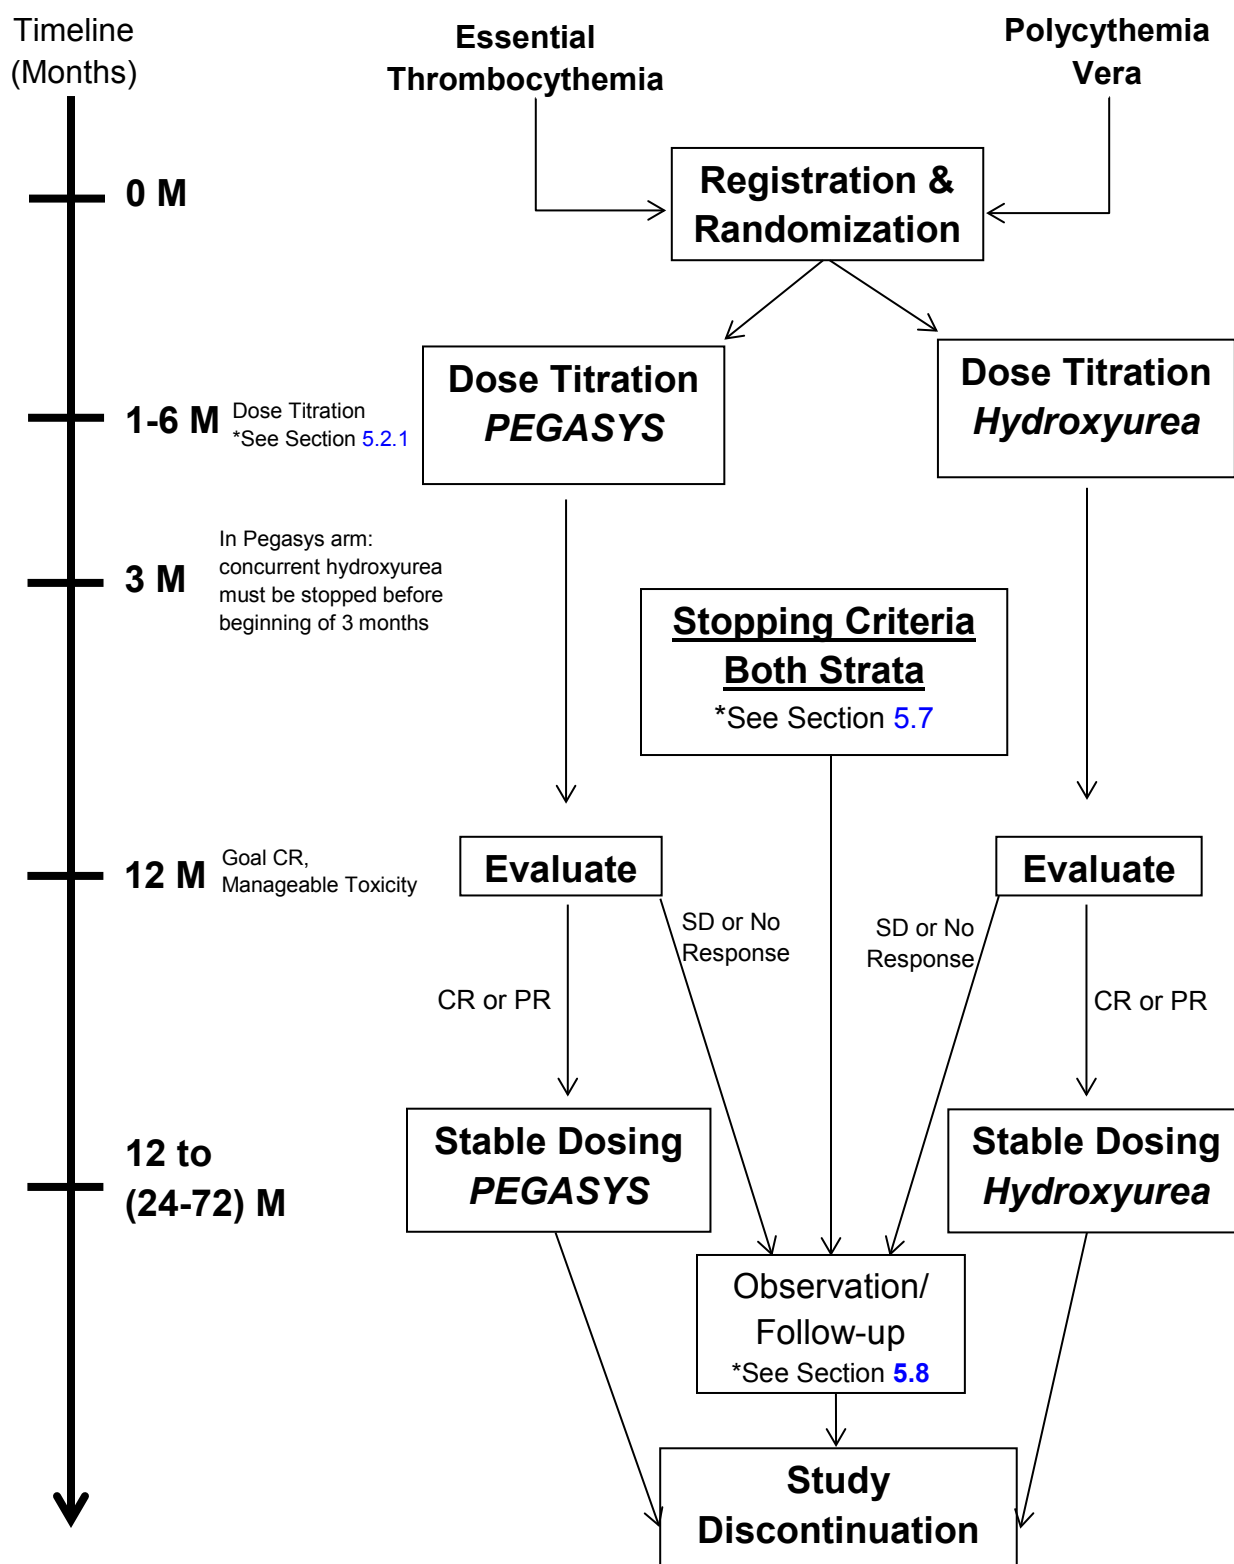 Timeline
(Months)
Essential
Thrombocythemia
Polycythemia
Vera
0 M
Registration &
Randomization
1-6 M
Dose Titration
*See Section 5.2.1
Dose Titration
PEGASYS
Dose Titration
Hydroxyurea
3 M
In Pegasys arm:
concurrent hydroxyurea
must be stopped before
beginning of 3 months
Stopping Criteria
Both Strata
*See Section 5.7
12 M
Goal CR,
Manageable Toxicity
Evaluate
Evaluate
SD or No
Response
SD or No
Response
CR or PR
CR or PR
12 to
(24-72) M
Stable Dosing
PEGASYS
Stable Dosing
Hydroxyurea
Observation/
Follow-up
*See Section 5.8
Study
Discontinuation